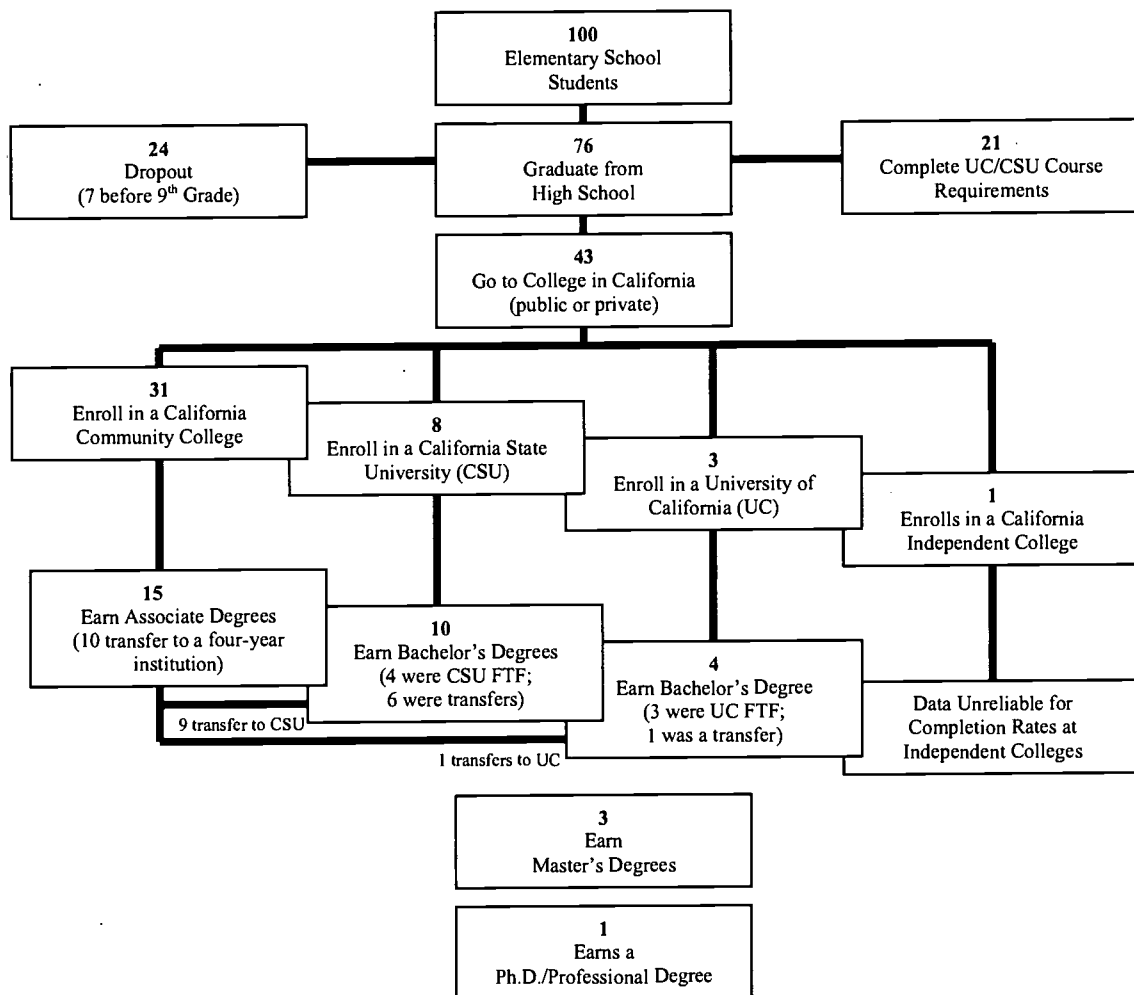 100
Elementary School
Students
24
Dropout
(7 before 9th Grade)
76
Graduate from
High School
21
Complete UC/CSU Course
Requirements
43
Go to College in California
(public or private)
31
Enroll in a California
Community College
8
Enroll in a California State
University (CSU)
3
Enroll in a University of
California (UC)
1
Enrolls in a California
Independent College
15
Earn Associate Degrees
(10 transfer to a four-year
institution)
10
Earn Bachelor's Degrees
(4 were CSU FTF;
6 were transfers)
4
Earn Bachelor's Degree
(3 were UC FTF;
1 was a transfer)
Data Unreliable for
Completion Rates at
Independent Colleges
9 transfer to CSU
1 transfers to UC
3
Earn
Master's Degrees
1
Earns a
Ph.D./Professional Degree